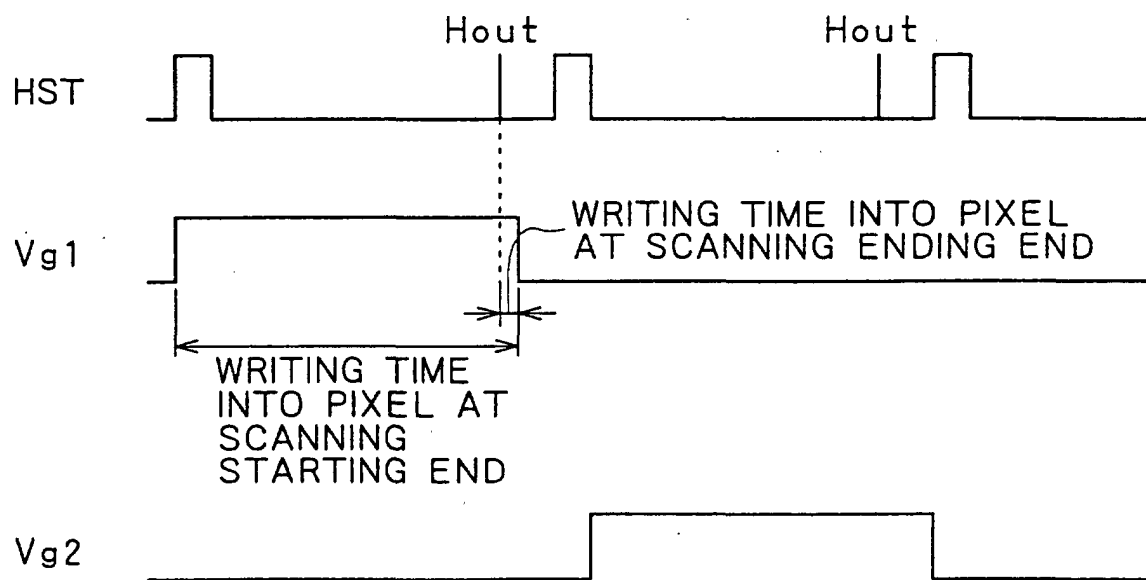 Hout Hout
HST
WRITING TIME INTO PIXEL
AT SCANNING ENDING END
Vg1
WRITING TIME
INTO PIXEL AT
SCANNING
STARTING END
Vg2